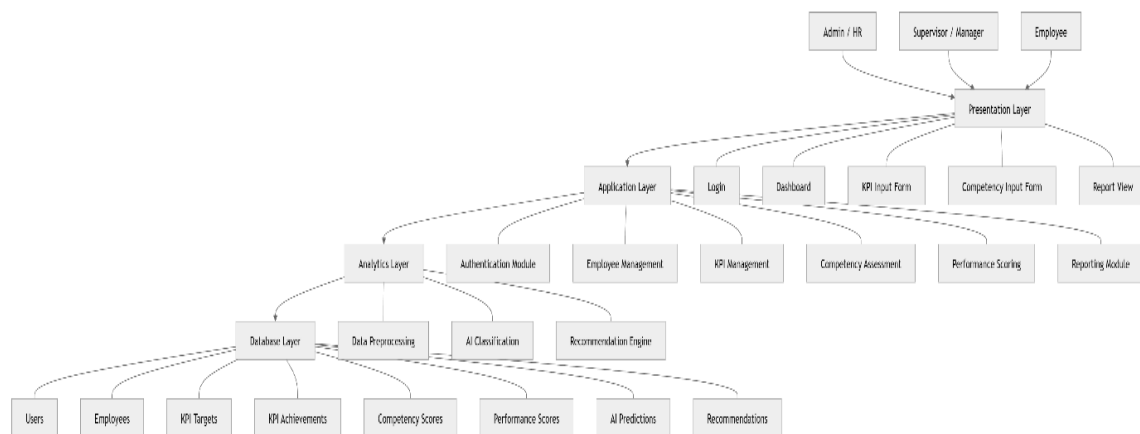 Admin / HR
Supervisor / Manager
Employee
Presentation Layer
Application Layer
Login
Dashboard
KPI Input Form
Competency Input Form
Report View
Analytics Layer
Authentication Module
Employee Management
KPI Management
Competency Assessment
Performance Scoring
Reporting Module
Database Layer
Data Preprocessing
AI Classification
Recommendation Engine
Users
Employees
KPI Targets
KPI Achievements
Competency Scores
Performance Scores
AI Predictions
Recommendations